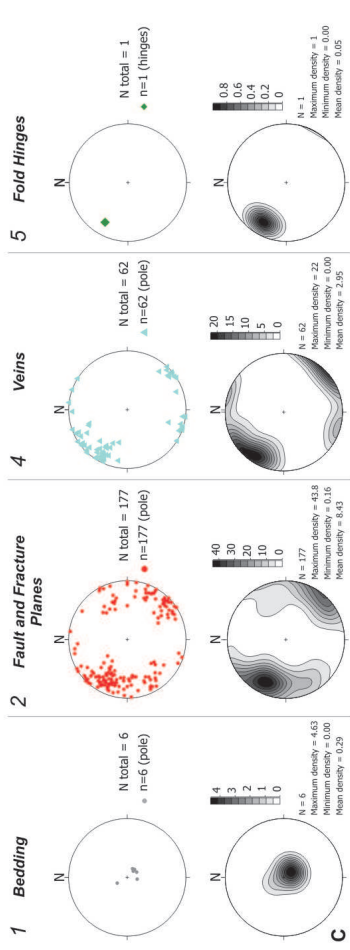 1 Bedding
N
N total = 6
n=6 (pole)
4
3
2
1
0
N = 6
Maximum density = 4.63
Minimum density = 0.00
Mean density = 0.29
C
2 Fault and Fracture
Planes
N
N total = 177
n=177 (pole)
40
30
20
10
0
N = 177
Maximum density = 43.8
Minimum density = 0.16
Mean density = 8.43
4 Veins
N
N total = 62
n=62 (pole)
20
15
10
5
0
N = 62
Maximum density = 22
Minimum density = 0.00
Mean density = 2.95
5 Fold Hinges
N
N total = 1
n=1 (hinges)
0.8
0.6
0.4
0.2
0
N = 1
Maximum density = 1
Minimum density = 0.00
Mean density = 0.05